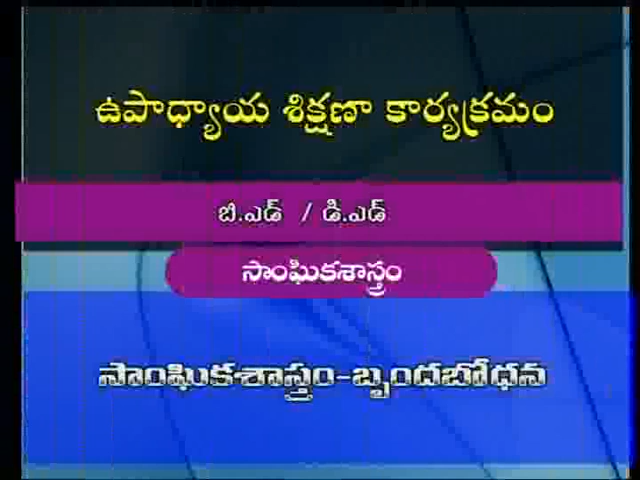 ఉపాధ్యాయ శిక్షణా కార్యక్రమం
బి.ఎడ్ / డి.ఎడ్
సాంఘికశాస్త్రం
సాంఘికశాస్త్రం-బృందబోధన